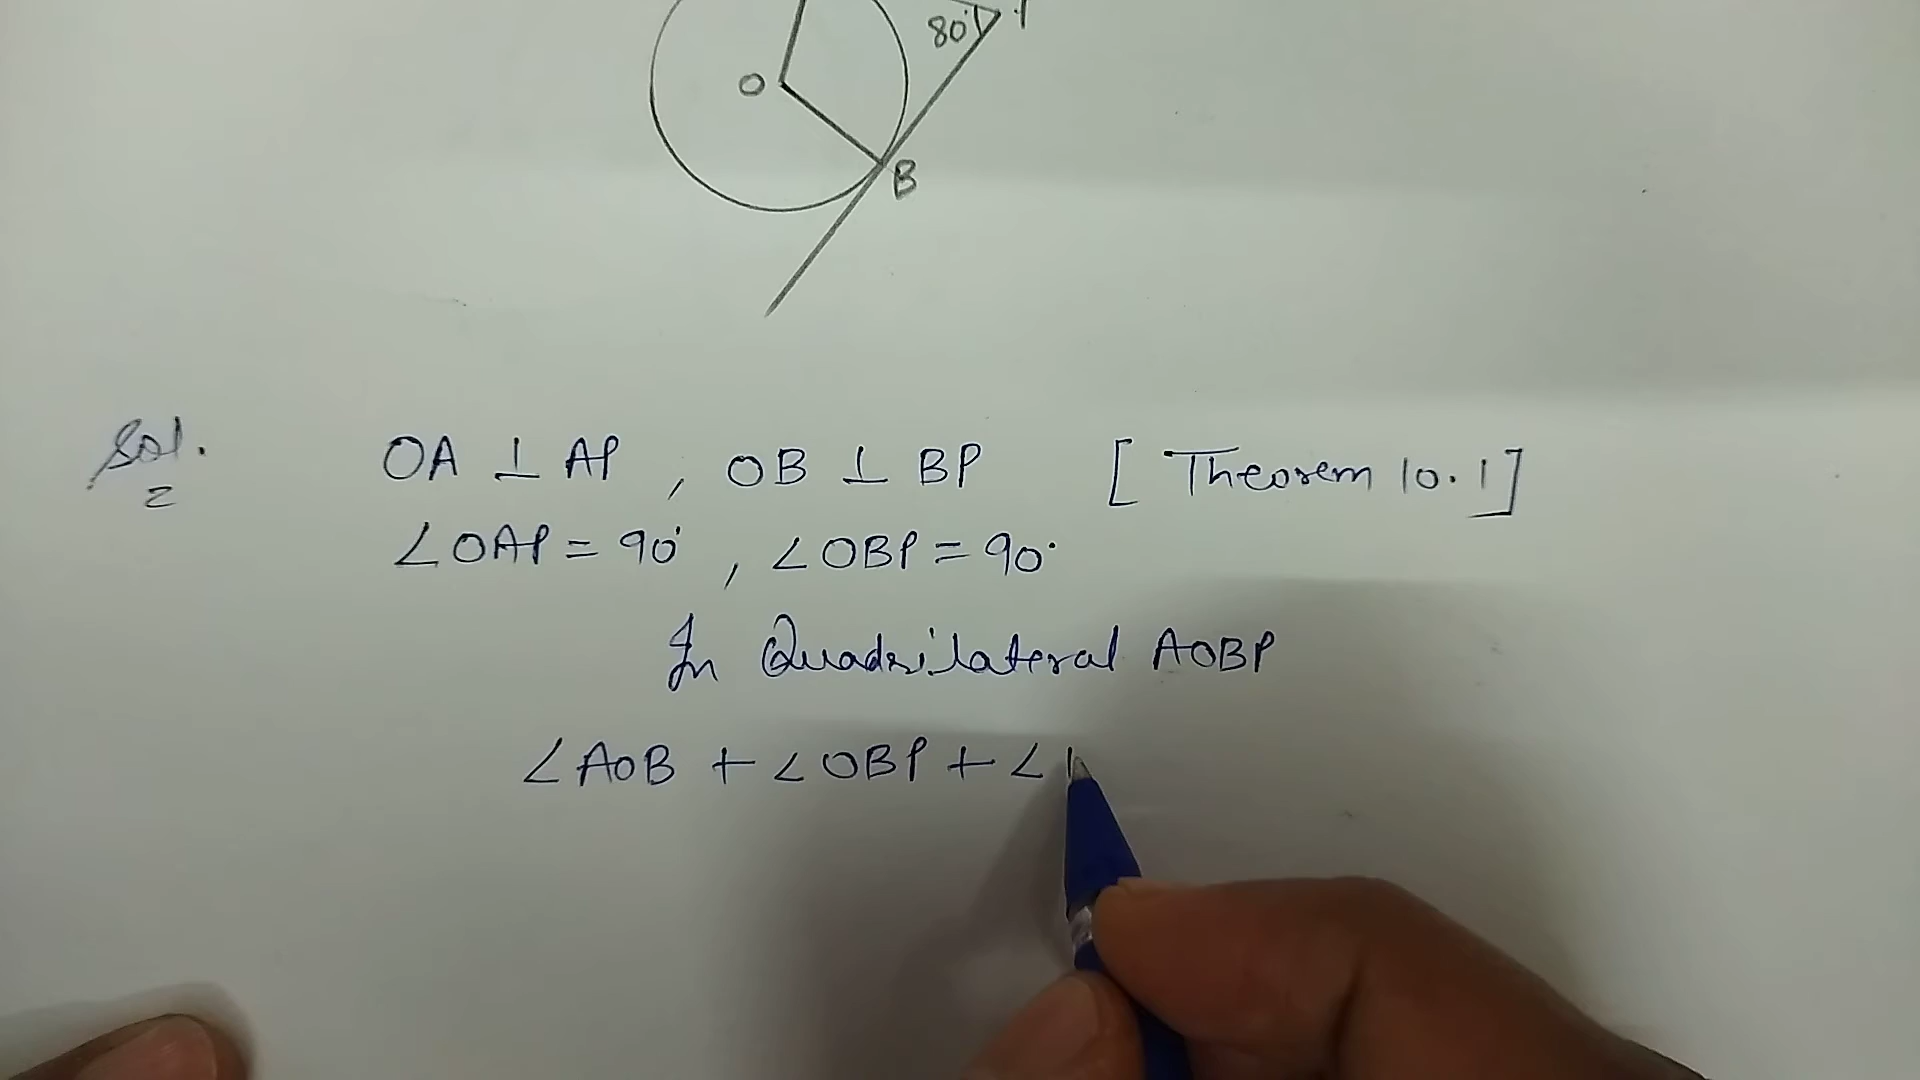 80°
O
B
Sol.
OA ⊥ AP , OB ⊥ BP [ Theorem 10.1 ]
∠OAP = 90° , ∠OBP = 90°
In Quadrilateral AOBP
∠AOB + ∠OBP + ∠